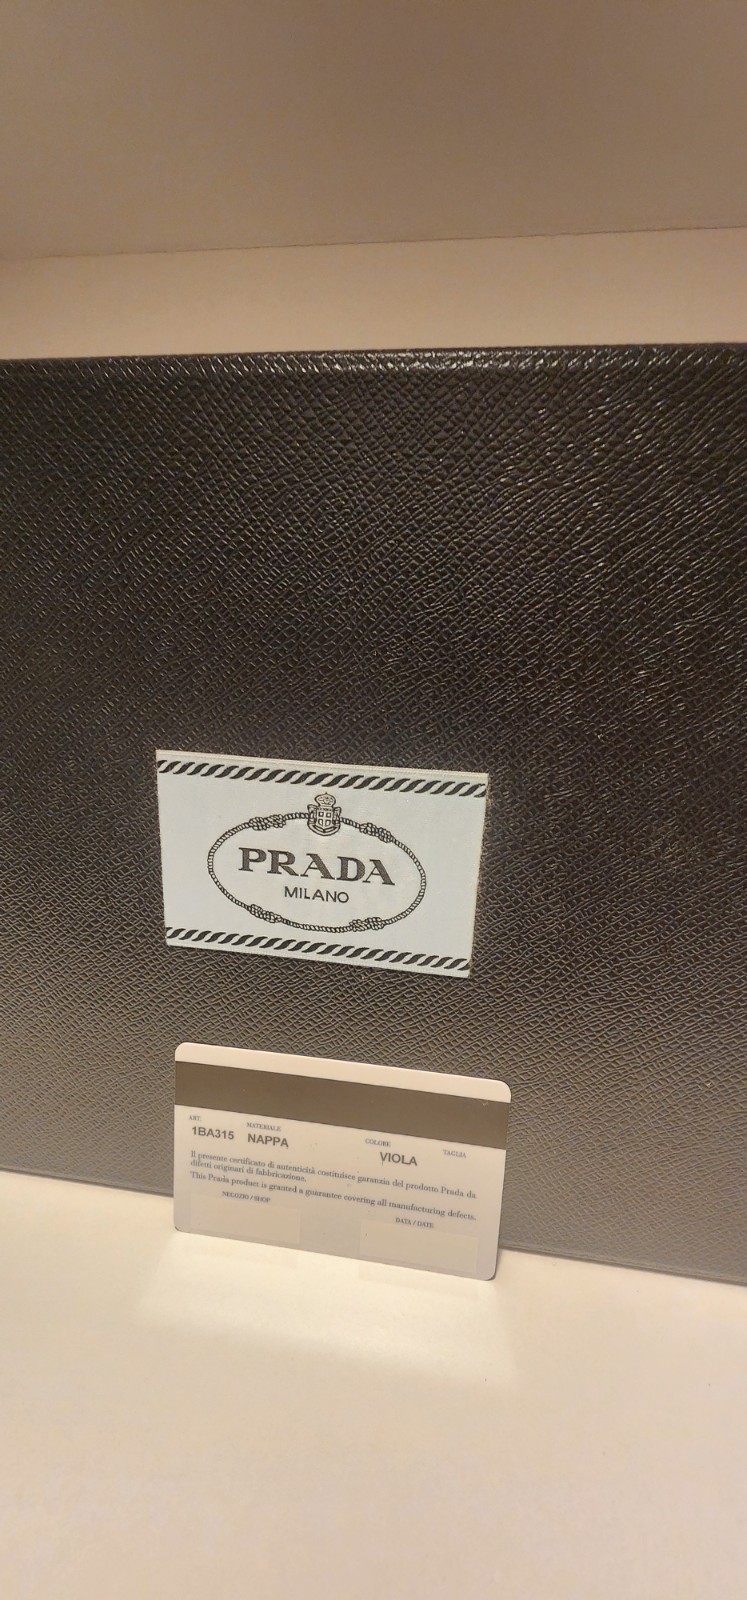 PRADA
MILANO
ART. MATERIALE COLORE TAGLIA
1BA315 NAPPA VIOLA
Il presente certificato di autenticità costituisce garanzia del prodotto Prada da
difetti originari di fabbricazione.
This Prada product is granted a guarantee covering all manufacturing defects.
NEGOZIO / SHOP DATA / DATE